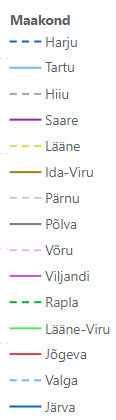 Maakond
Harju
Tartu
Hiiu
Saare
Lääne
Ida-Viru
Pärnu
Põlva
Võru
Viljandi
Rapla
Lääne-Viru
Jõgeva
Valga
Järva